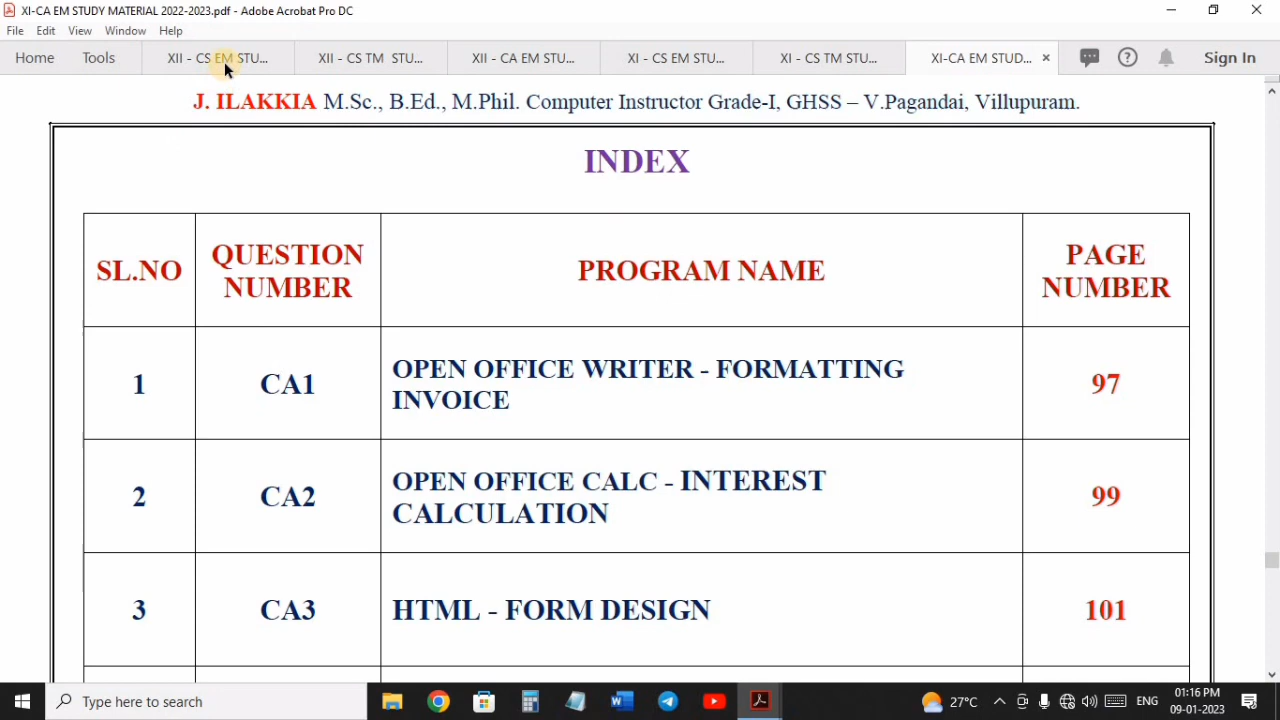 XI-CA EM STUDY MATERIAL 2022-2023.pdf - Adobe Acrobat Pro DC
File Edit View Window Help
Home Tools XII - CS EM STU... XII - CS TM STU... XII - CA EM STU... XI - CS EM STU... XI - CS TM STU... XI-CA EM STUD... × Sign In
J. ILAKKIA M.Sc., B.Ed., M.Phil. Computer Instructor Grade-I, GHSS – V.Pagandai, Villupuram.
INDEX
SL.NO QUESTION NUMBER PROGRAM NAME PAGE NUMBER
1 CA1 OPEN OFFICE WRITER - FORMATTING INVOICE 97
2 CA2 OPEN OFFICE CALC - INTEREST CALCULATION 99
3 CA3 HTML - FORM DESIGN 101
Type here to search 27°C ENG 01:16 PM
09-01-2023